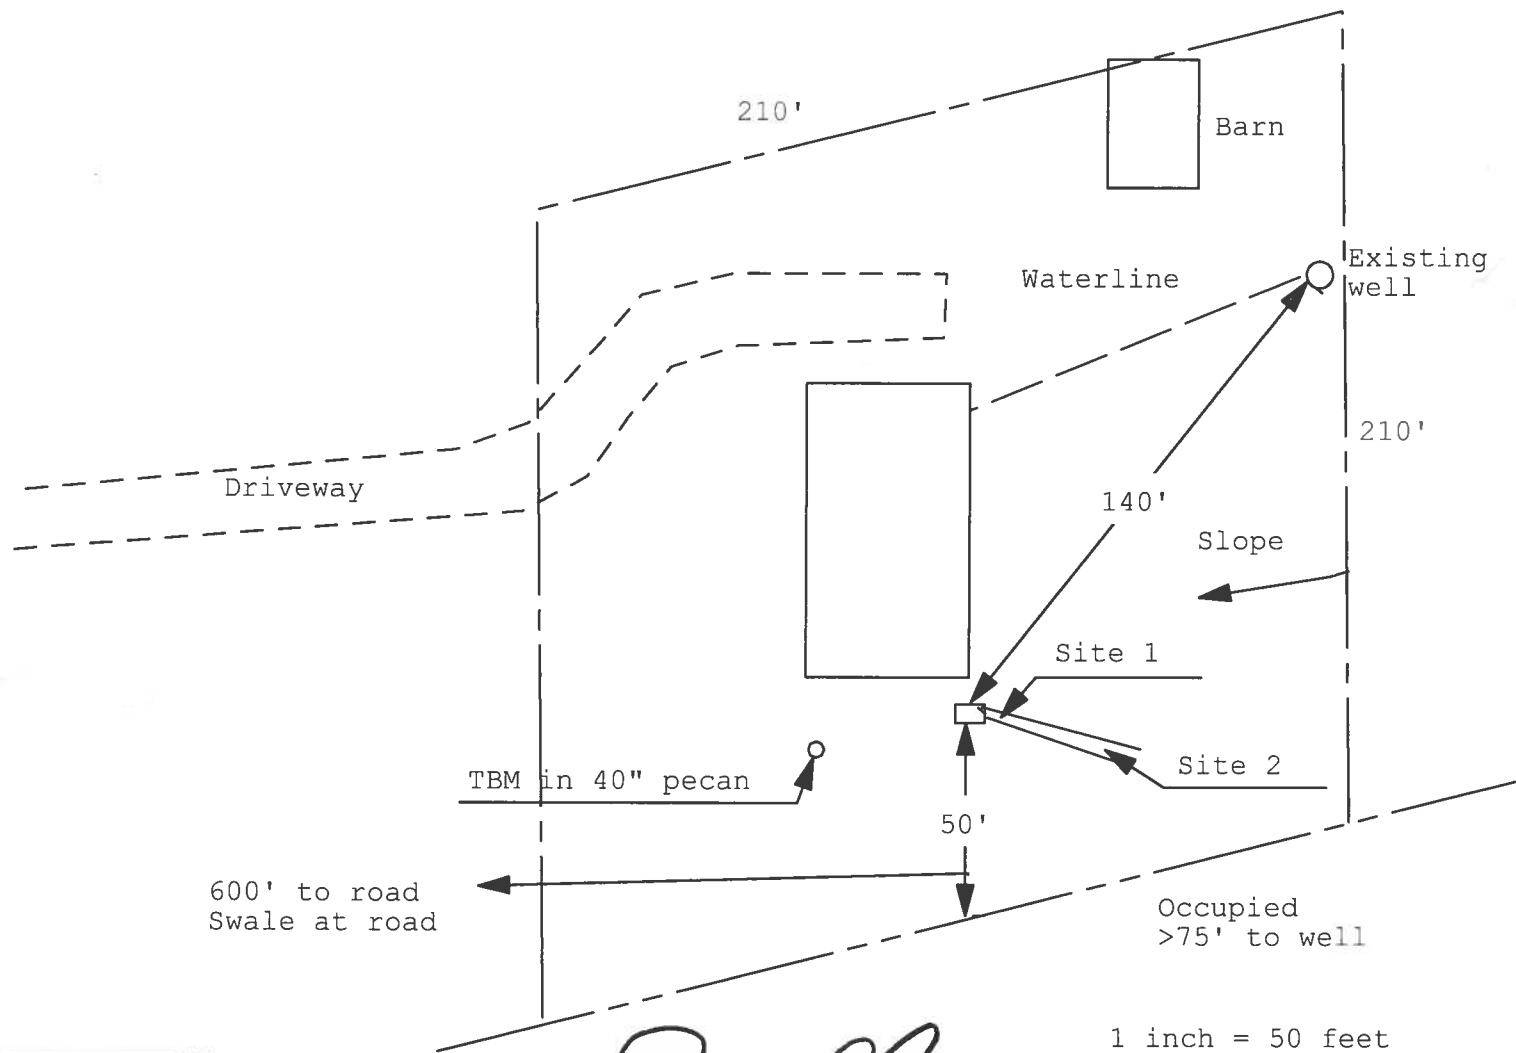 210'
Barn
Existing
well
Waterline
210'
Driveway
140'
Slope
Site 1
Site 2
TBM in 40" pecan
50'
600' to road
Swale at road
Occupied
>75' to well
1 inch = 50 feet